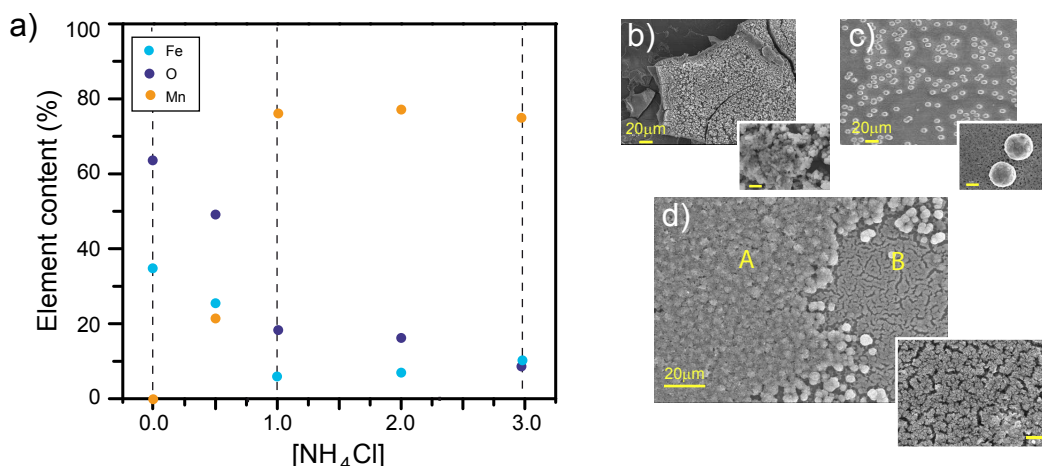 a)
100
80
60
40
20
0
Element content (%)
Fe
O
Mn
0.0
1.0
2.0
3.0
[NH4Cl]
b)
20µm
c)
20µm
d)
A
B
20µm